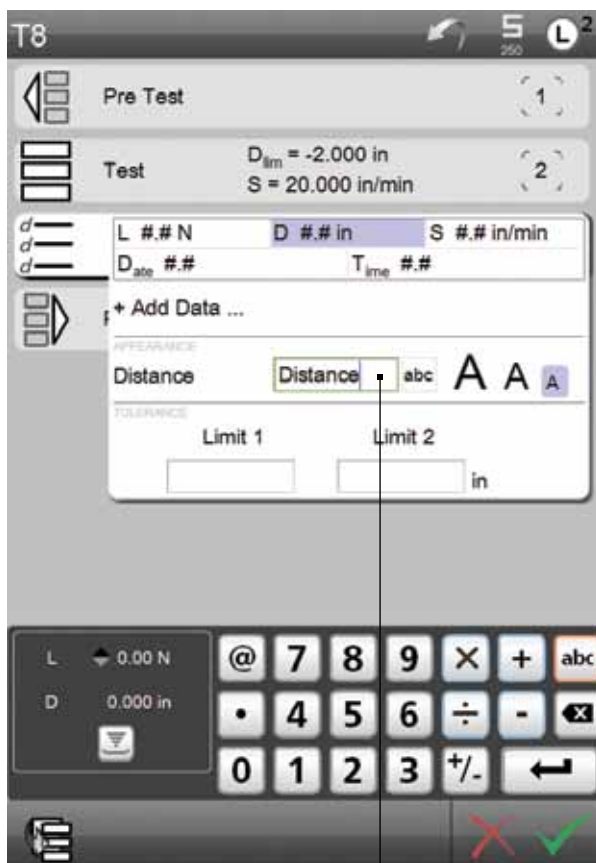 T8
S
250
L 2
Pre Test
1
Test
D lim = -2.000 in
S = 20.000 in/min
2
d
d
d
L #.# N D #.# in S #.# in/min
Date #.# Time #.#
+ Add Data ...
APPEARANCE
Distance Distance abc A A A
TOLERANCE
Limit 1 Limit 2
in
L 0.00 N
D 0.000 in
@ 7 8 9 × + abc
• 4 5 6 ÷ -
0 1 2 3 +/-